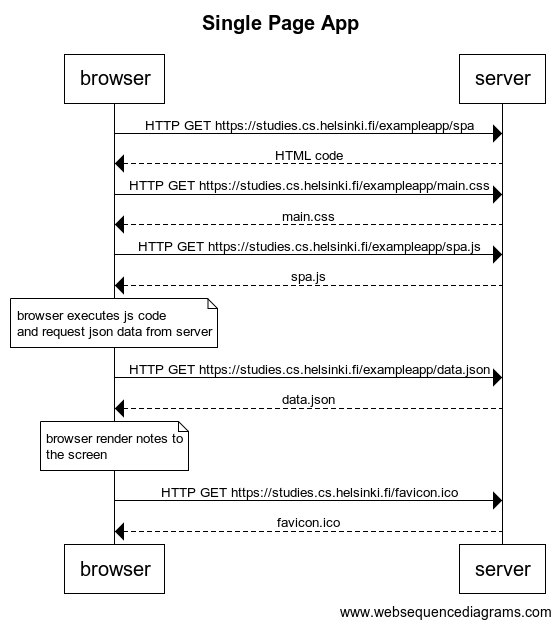 Single Page App
browser
server
HTTP GET https://studies.cs.helsinki.fi/exampleapp/spa
HTML code
HTTP GET https://studies.cs.helsinki.fi/exampleapp/main.css
main.css
HTTP GET https://studies.cs.helsinki.fi/exampleapp/spa.js
spa.js
browser executes js code
and request json data from server
HTTP GET https://studies.cs.helsinki.fi/exampleapp/data.json
data.json
browser render notes to
the screen
HTTP GET https://studies.cs.helsinki.fi/favicon.ico
favicon.ico
browser
server
www.websequencediagrams.com